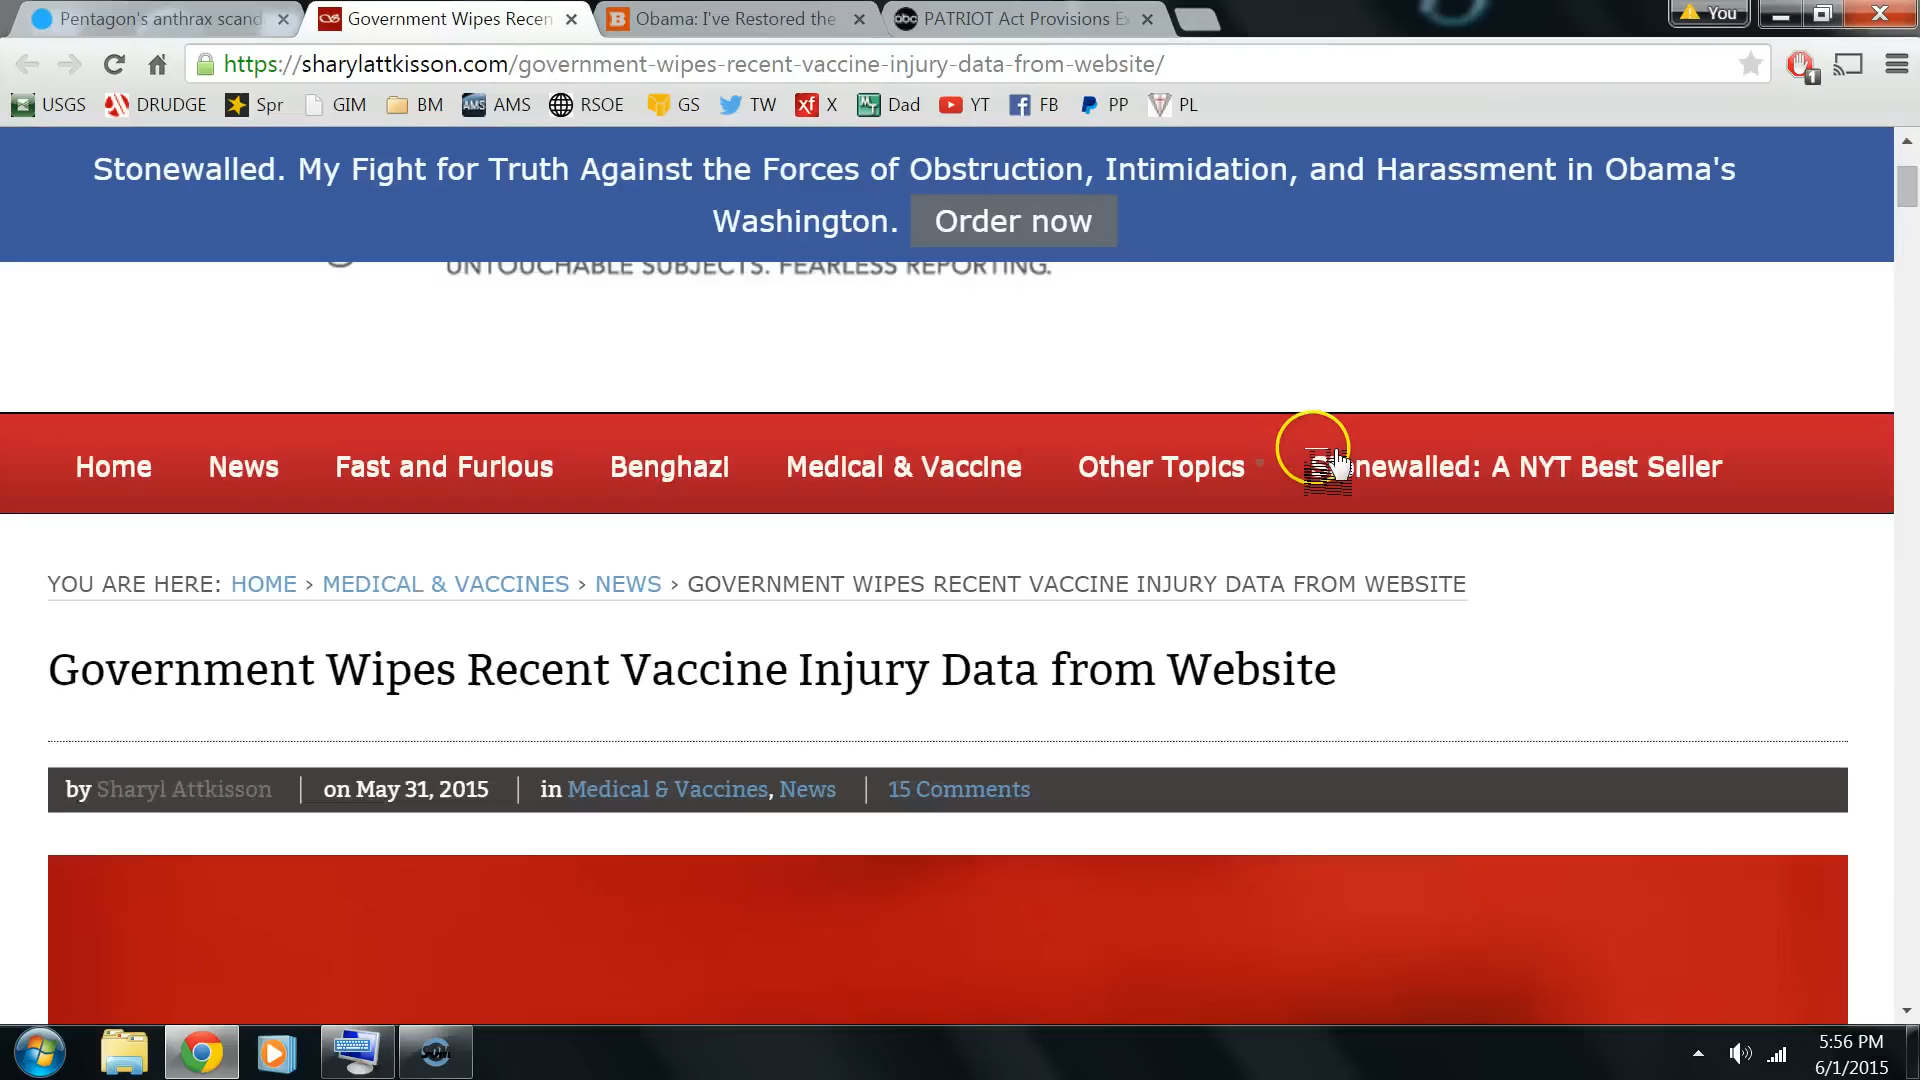 Pentagon's anthrax scand
Government Wipes Recen
Obama: I've Restored the
abc
PATRIOT Act Provisions E
You
https://sharylattkisson.com/government-wipes-recent-vaccine-injury-data-from-website/
1
USGS DRUDGE Spr GIM BM AMS AMS RSOE GS TW xf X Dad YT FB PP PL
Stonewalled. My Fight for Truth Against the Forces of Obstruction, Intimidation, and Harassment in Obama's
Washington. Order now
UNTOUCHABLE SUBJECTS. FEARLESS REPORTING.
Home News Fast and Furious Benghazi Medical & Vaccine Other Topics newalled: A NYT Best Seller
YOU ARE HERE: HOME › MEDICAL & VACCINES › NEWS › GOVERNMENT WIPES RECENT VACCINE INJURY DATA FROM WEBSITE
Government Wipes Recent Vaccine Injury Data from Website
by Sharyl Attkisson | on May 31, 2015 | in Medical & Vaccines, News | 15 Comments
5:56 PM
6/1/2015